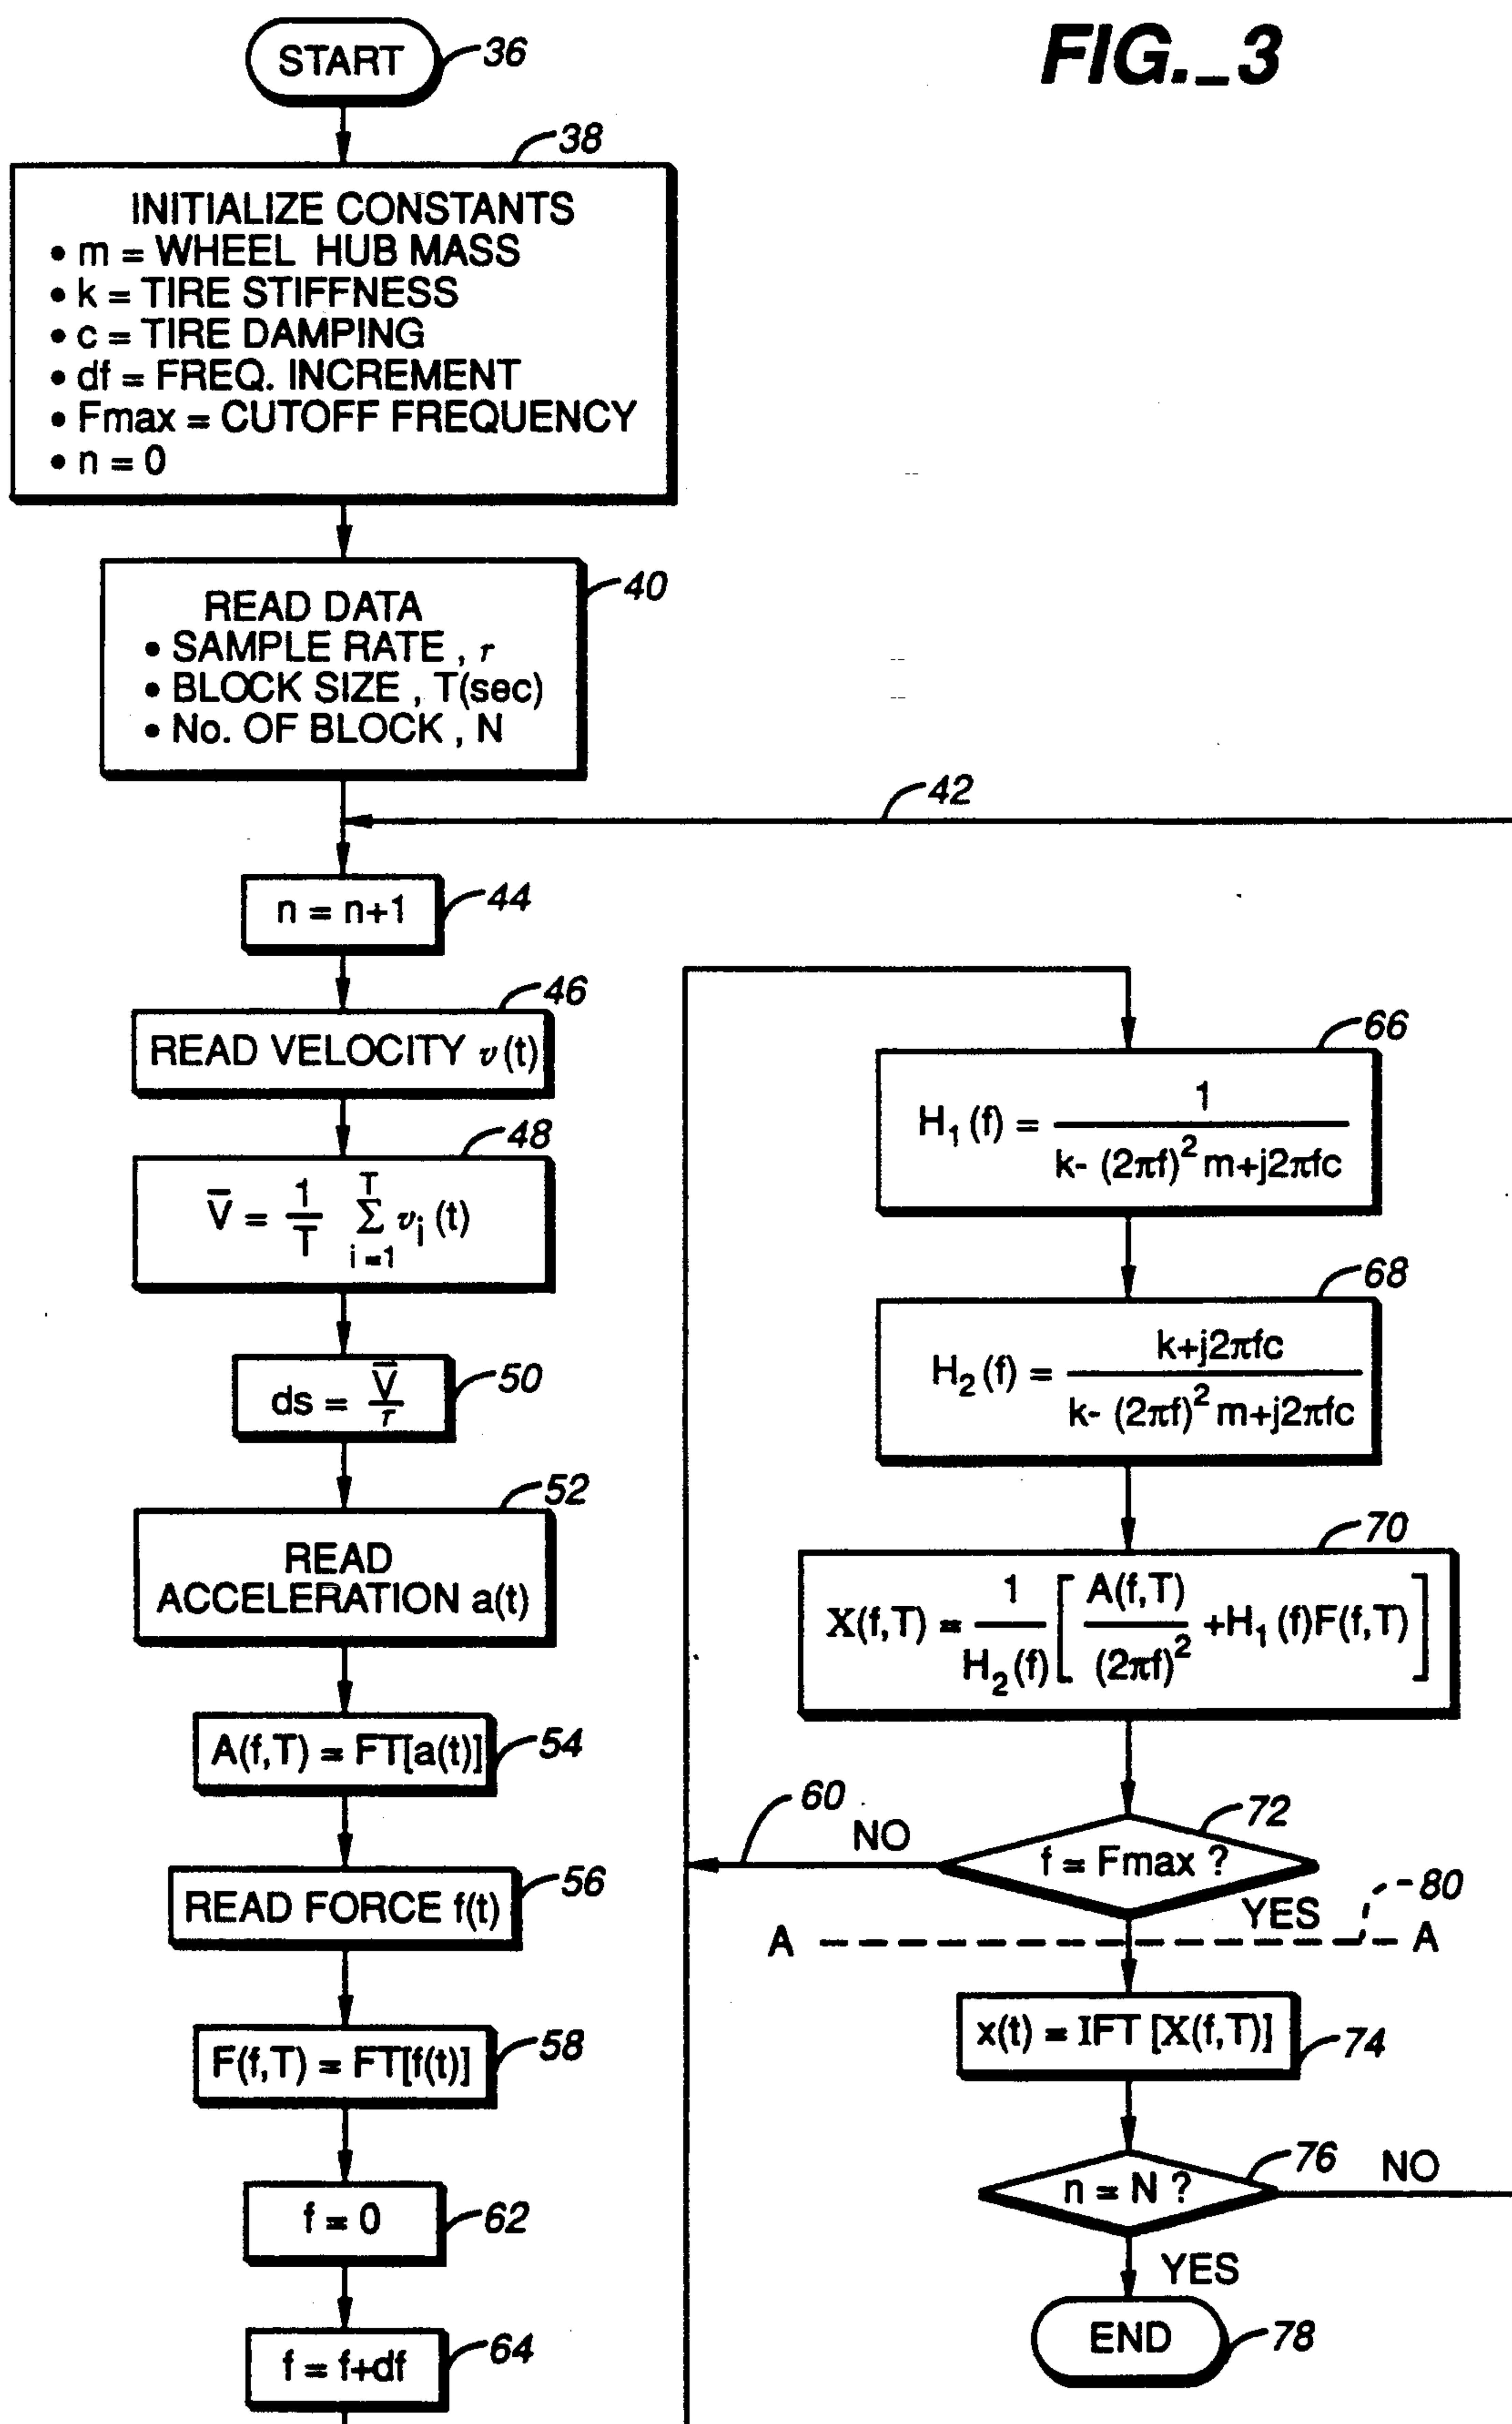 FIG._3
START
36
38
INITIALIZE CONSTANTS
• m = WHEEL HUB MASS
• k = TIRE STIFFNESS
• c = TIRE DAMPING
• df = FREQ. INCREMENT
• Fmax = CUTOFF FREQUENCY
• n = 0
40
READ DATA
• SAMPLE RATE , r
• BLOCK SIZE , T(sec)
• No. OF BLOCK , N
42
n = n+1
44
46
READ VELOCITY v(t)
48
V̅ = 1/T Σ_{i=1}^{T} v_i (t)
ds = V̅/r
50
52
READ
ACCELERATION a(t)
A(f,T) = FT[a(t)]
54
READ FORCE f(t)
56
F(f,T) = FT[f(t)]
58
f = 0
62
f = f+df
64
66
H₁(f) = 1 / k- (2πf)² m+j2πfc
68
H₂(f) = k+j2πfc / k- (2πf)² m+j2πfc
70
X(f,T) = 1/H₂(f) [ A(f,T)/(2πf)² +H₁(f)F(f,T) ]
60
NO
72
f = Fmax ?
YES
80
A A
x(t) = IFT [X(f,T)]
74
76
n = N ?
NO
YES
END
78